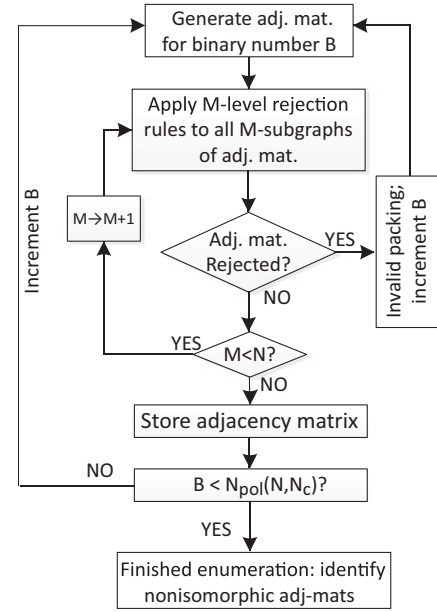 Generate adj. mat.
for binary number B
Apply M-level rejection
rules to all M-subgraphs
of adj. mat.
M→M+1
Increment B
Adj. mat.
Rejected?
YES
Invalid packing;
increment B
NO
YES
M<N?
NO
Store adjacency matrix
NO
B < Npol(N,Nc)?
YES
Finished enumeration: identify
nonisomorphic adj-mats